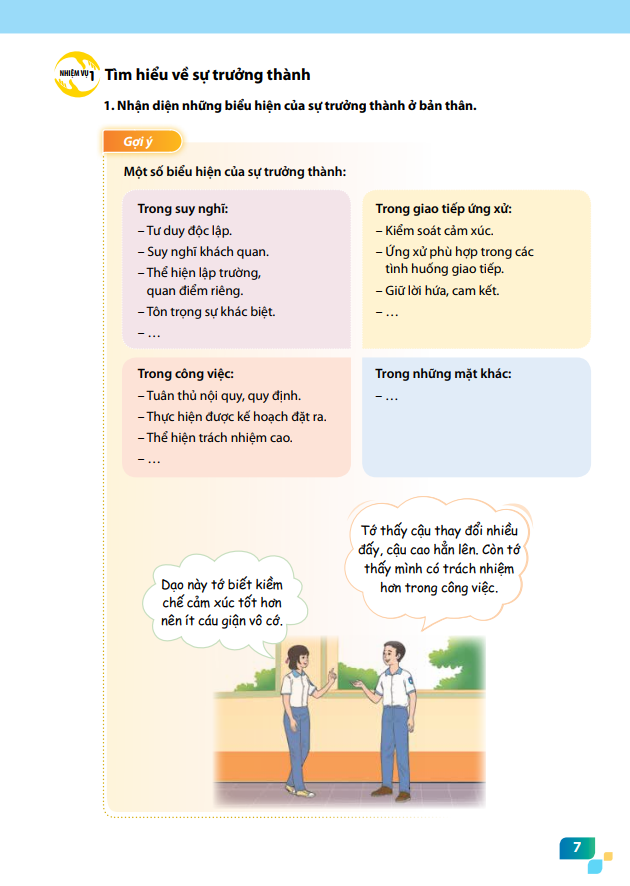 NHIỆM VỤ 1
Tìm hiểu về sự trưởng thành
1. Nhận diện những biểu hiện của sự trưởng thành ở bản thân.
Gợi ý
Một số biểu hiện của sự trưởng thành:
Trong suy nghĩ:
– Tư duy độc lập.
– Suy nghĩ khách quan.
– Thể hiện lập trường,
quan điểm riêng.
– Tôn trọng sự khác biệt.
– ...
Trong giao tiếp ứng xử:
– Kiểm soát cảm xúc.
– Ứng xử phù hợp trong các
tình huống giao tiếp.
– Giữ lời hứa, cam kết.
– ...
Trong công việc:
– Tuân thủ nội quy, quy định.
– Thực hiện được kế hoạch đặt ra.
– Thể hiện trách nhiệm cao.
– ...
Trong những mặt khác:
– ...
Dạo này tớ biết kiềm
chế cảm xúc tốt hơn
nên ít cáu giận vô cớ.
Tớ thấy cậu thay đổi nhiều
đấy, cậu cao hẳn lên. Còn tớ
thấy mình có trách nhiệm
hơn trong công việc.
7